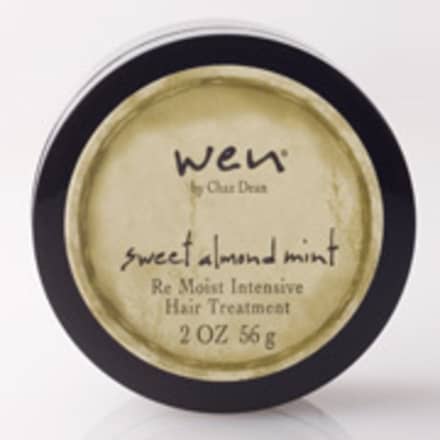 wen®
by Chaz Dean
sweet almond mint
Re Moist Intensive
Hair Treatment
2 OZ 56 g